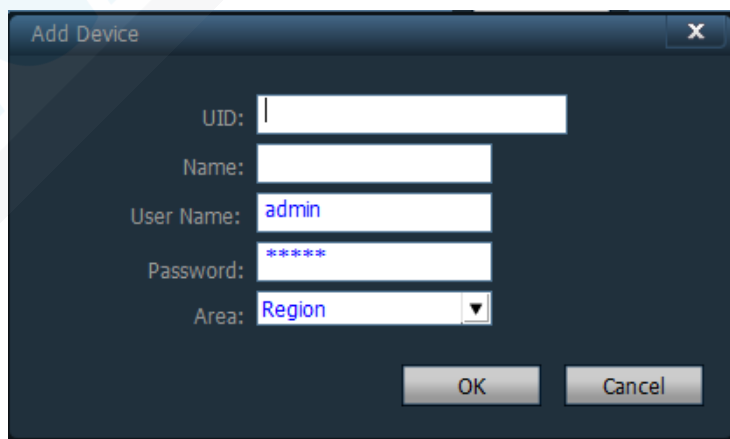 Add Device
X
UID:
Name:
User Name: admin
Password: *****
Area: Region
OK Cancel